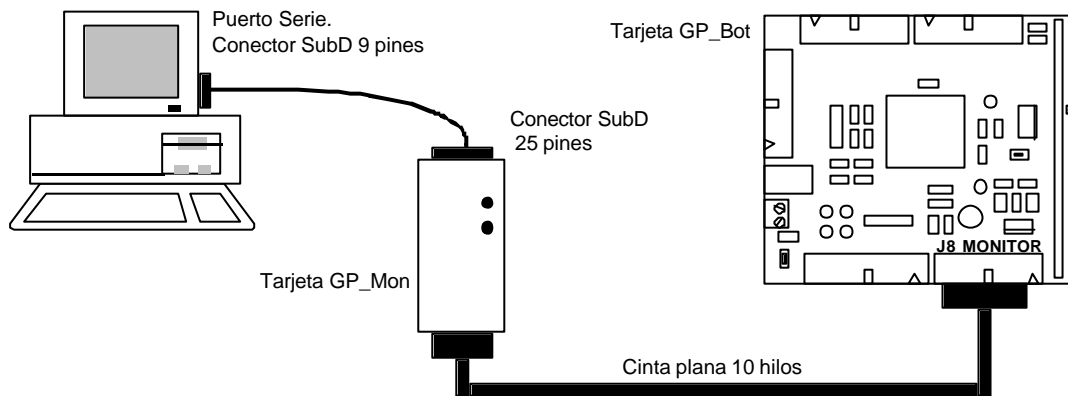 Puerto Serie.
Conector SubD 9 pines
Tarjeta GP_Bot
Conector SubD
25 pines
J8 MONITOR
Tarjeta GP_Mon
Cinta plana 10 hilos